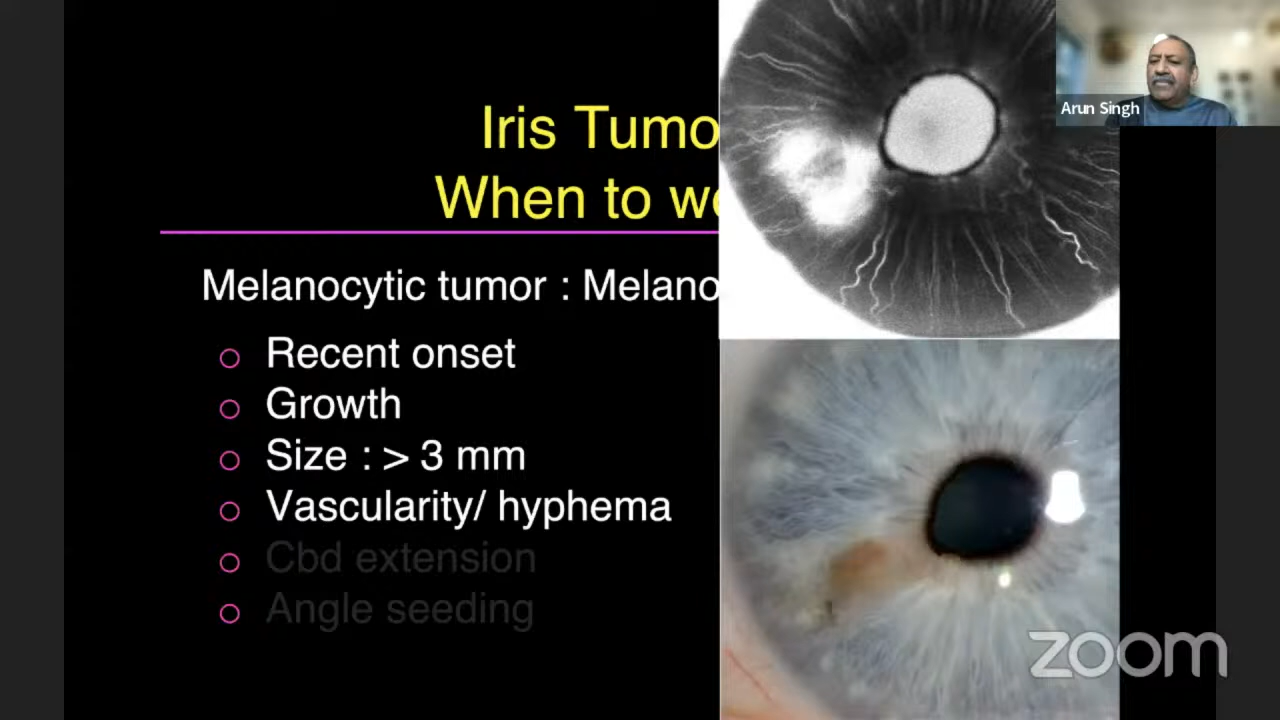 Iris Tumo
When to w
Melanocytic tumor : Melano
Recent onset
Growth
Size : > 3 mm
Vascularity/ hyphema
Cbd extension
Angle seeding
Arun Singh
zoom